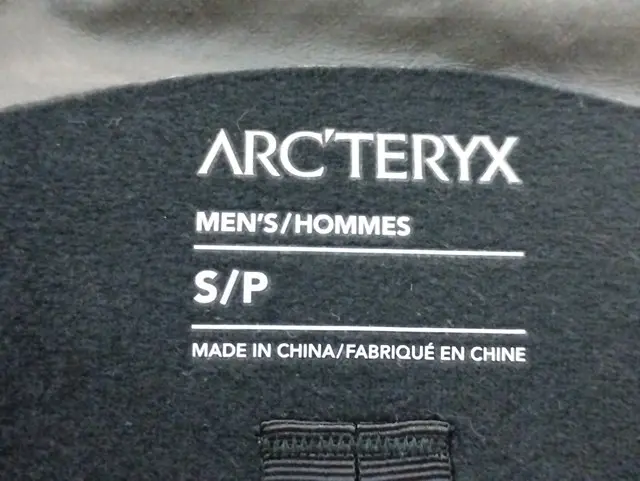 ARC'TERYX
MEN'S/HOMMES
S/P
MADE IN CHINA/FABRIQUÉ EN CHINE